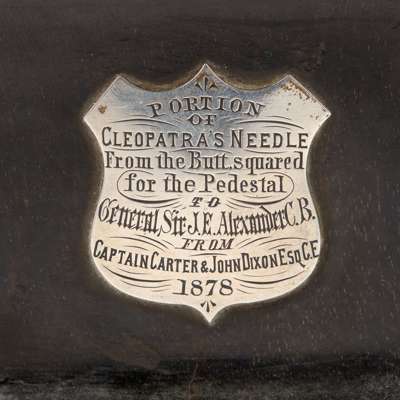 PORTION
OF
CLEOPATRA'S NEEDLE
From the Butt, squared
for the Pedestal
TO
General, Sir J.E. Alexander C.B.
FROM
CAPTAIN CARTER & JOHN DIXON ESQ C.E
1878